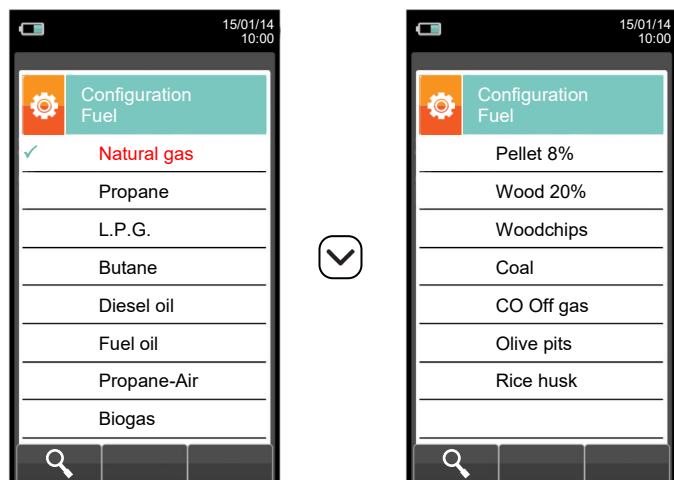 15/01/14
10:00
Configuration
Fuel
Natural gas
Propane
L.P.G.
Butane
Diesel oil
Fuel oil
Propane-Air
Biogas
15/01/14
10:00
Configuration
Fuel
Pellet 8%
Wood 20%
Woodchips
Coal
CO Off gas
Olive pits
Rice husk